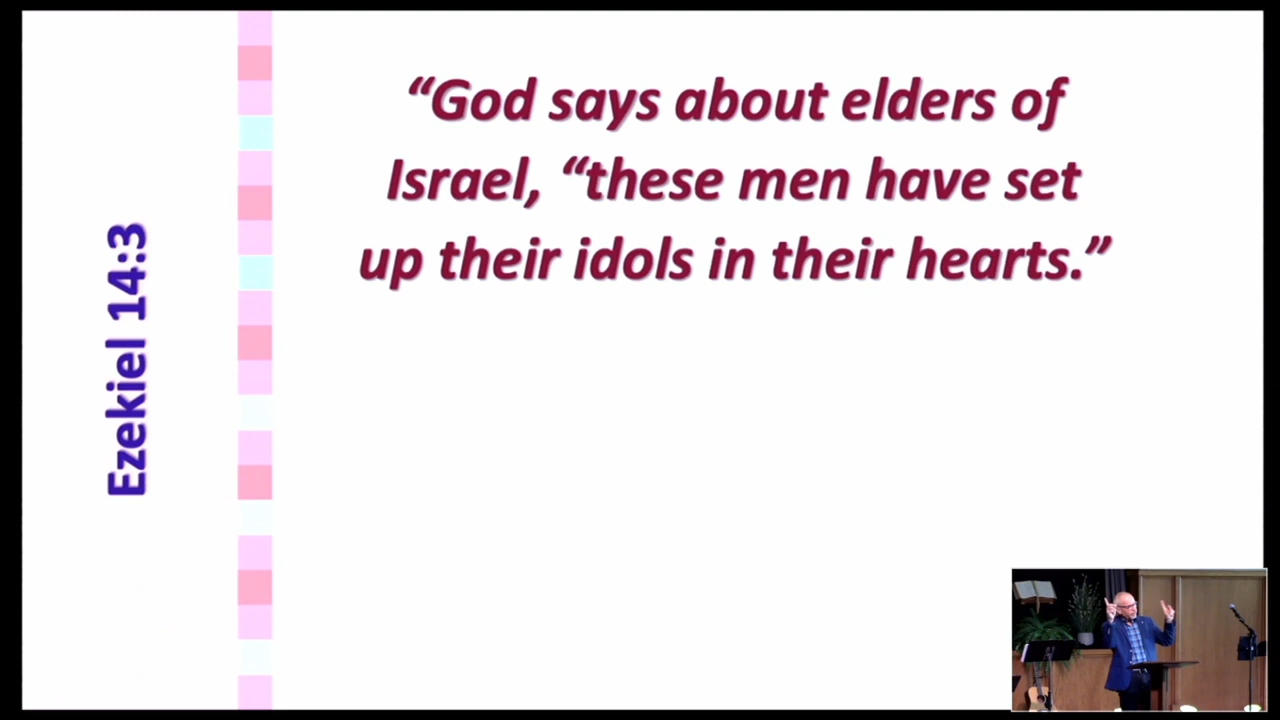 Ezekiel 14:3
“God says about elders of
Israel, “these men have set
up their idols in their hearts.”